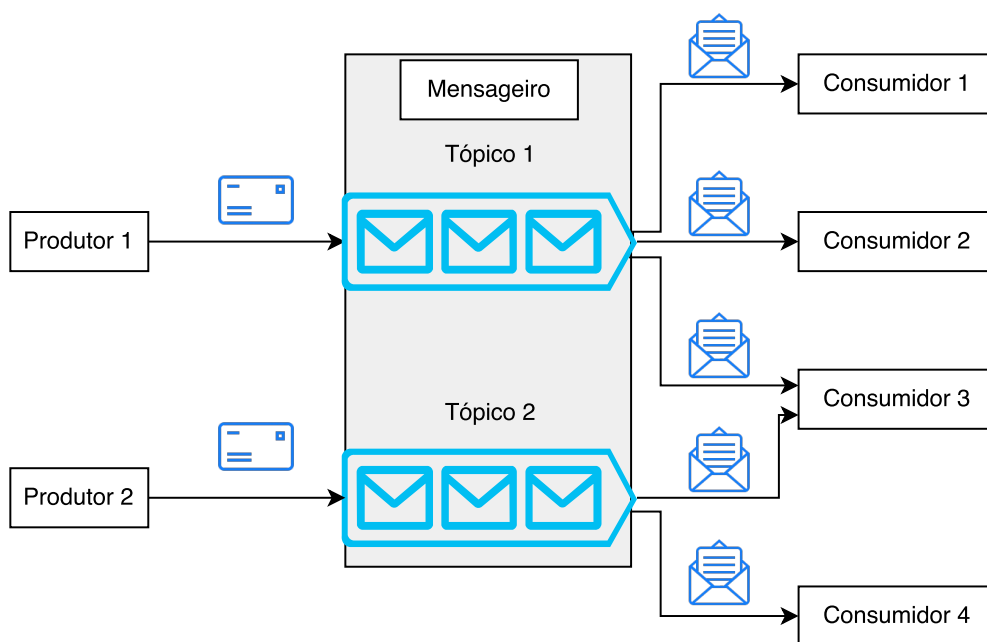 Mensageiro
Tópico 1
Produtor 1
Consumidor 1
Consumidor 2
Consumidor 3
Tópico 2
Produtor 2
Consumidor 4